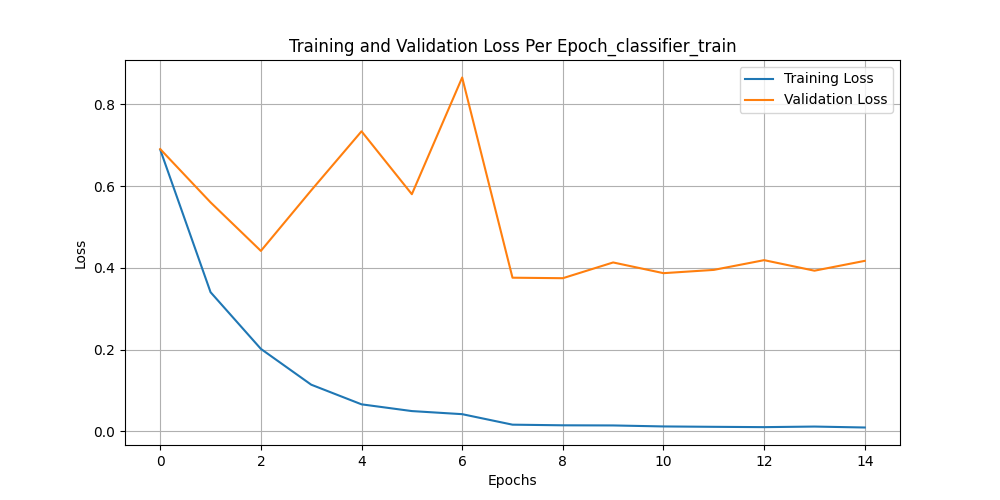 Training and Validation Loss Per Epoch_classifier_train
Training Loss
Validation Loss
Loss
0.8
0.6
0.4
0.2
0.0
0 2 4 6 8 10 12 14
Epochs